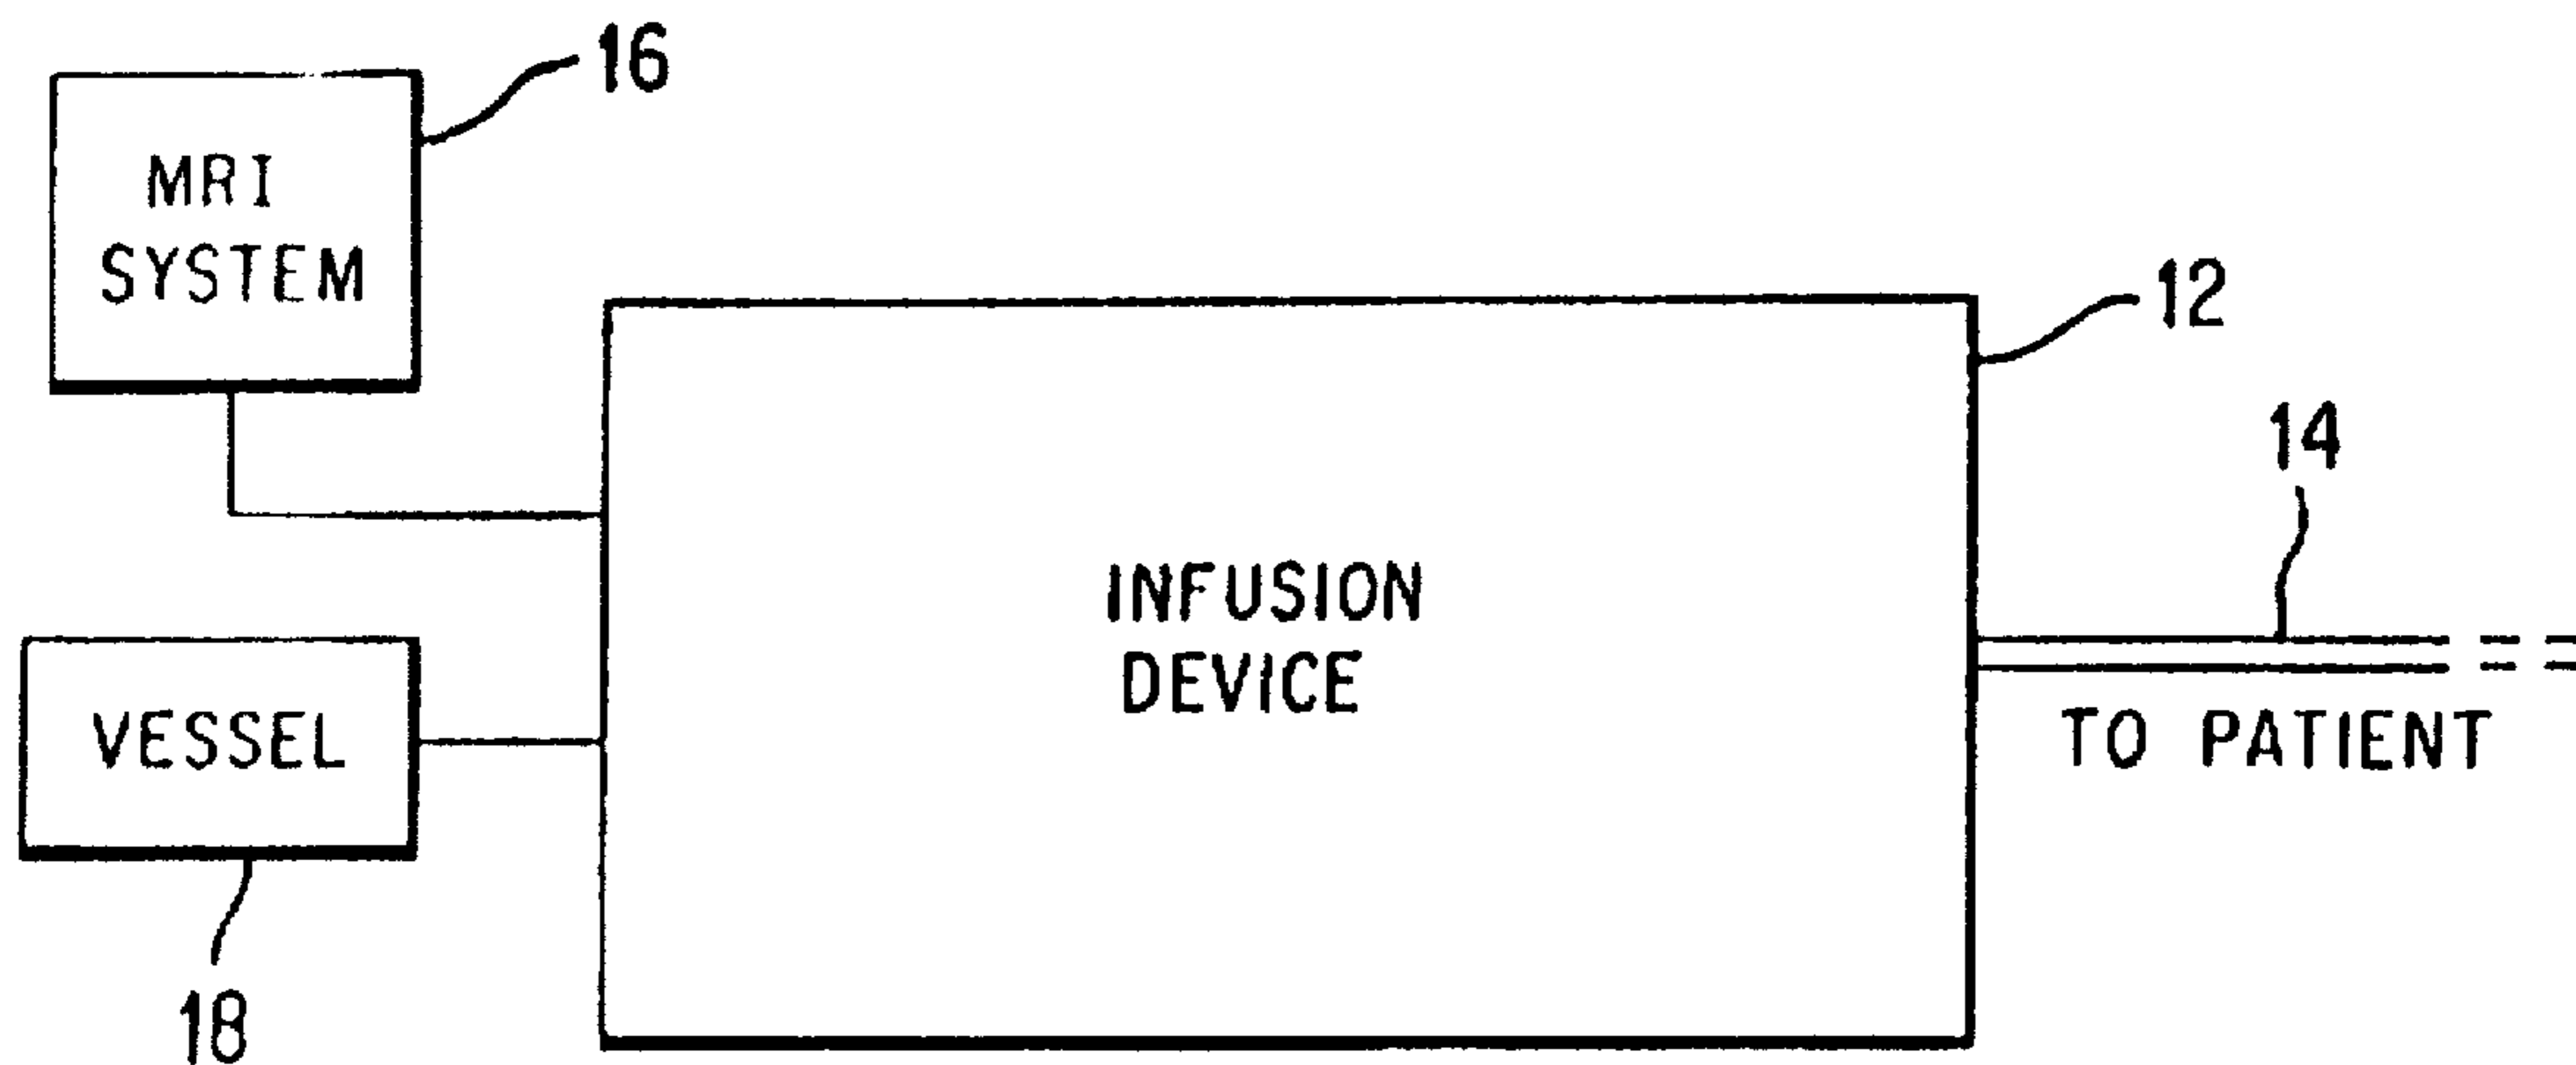 16
MRI
SYSTEM
12
14
INFUSION
DEVICE
VESSEL
TO PATIENT
18